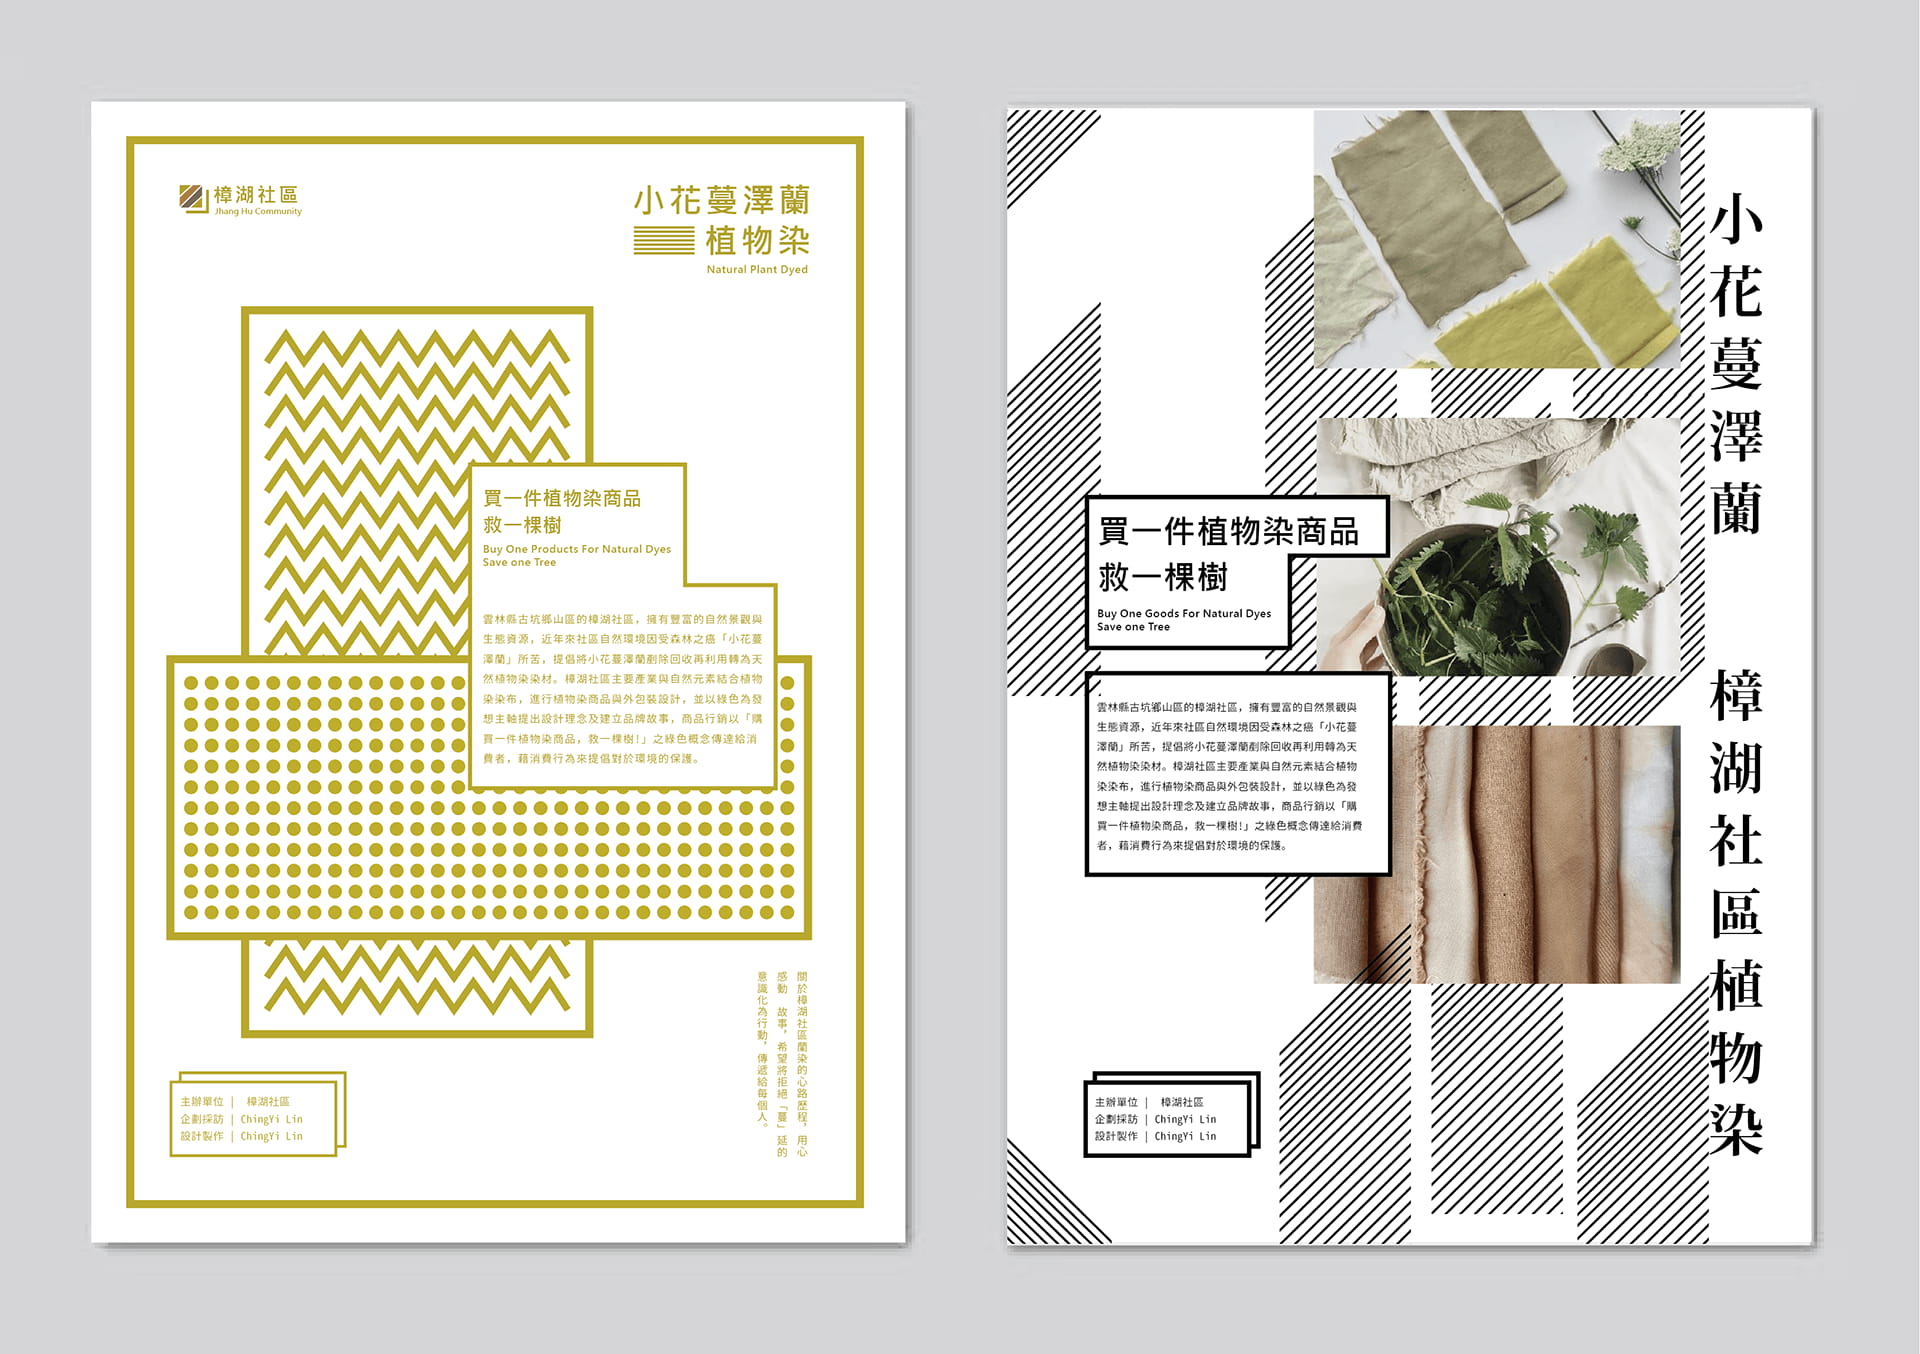 樟湖社區
Jhang Hu Community
小花蔓澤蘭
植物染
Natural Plant Dyed
買一件植物染商品
救一棵樹
Buy One Products For Natural Dyes
Save one Tree
雲林縣古坑鄉山區的樟湖社區，擁有豐富的自然景觀與
生態資源，近年來社區自然環境因受森林之癌「小花蔓
澤蘭」所苦，提倡將小花蔓澤蘭剷除回收再利用轉為天
然植物染染材。樟湖社區主要產業與自然元素結合植物
染染布，進行植物染商品與外包裝設計，並以綠色為發
想主軸提出設計理念及建立品牌故事，商品行銷以「購
買一件植物染商品，救一棵樹!」之綠色概念傳達給消
費者，藉消費行為來提倡對於環境的保護。
關於樟湖社區蘭染的心路歷程，用心
感動　故事，希望將拒絕「蔓」延的
意識化為行動，傳遞給每個人。
主辦單位｜　樟湖社區
企劃採訪｜ChingYi Lin
設計製作｜ChingYi Lin
小花蔓澤蘭　樟湖社區植物染
買一件植物染商品
救一棵樹
Buy One Goods For Natural Dyes
Save one Tree
雲林縣古坑鄉山區的樟湖社區，擁有豐富的自然景觀與
生態資源，近年來社區自然環境因受森林之癌「小花蔓
澤蘭」所苦，提倡將小花蔓澤蘭剷除回收再利用轉為天
然植物染染材。樟湖社區主要產業與自然元素結合植物
染染布，進行植物染商品與外包裝設計，並以綠色為發
想主軸提出設計理念及建立品牌故事，商品行銷以「購
買一件植物染商品，救一棵樹!」之綠色概念傳達給消費
者，藉消費行為來提倡對於環境的保護。
主辦單位｜　樟湖社區
企劃採訪｜ChingYi Lin
設計製作｜ChingYi Lin